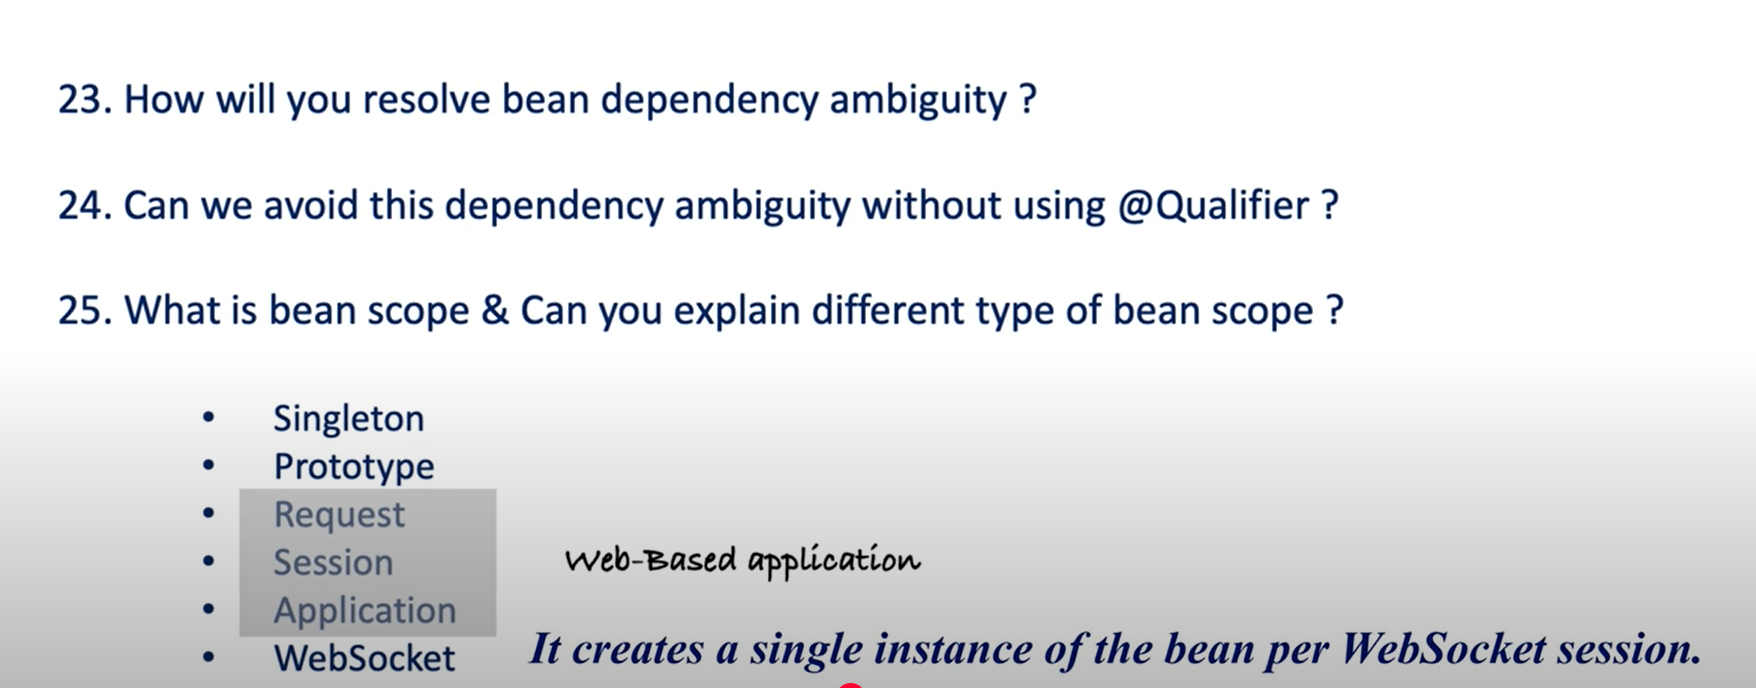 23. How will you resolve bean dependency ambiguity ?
24. Can we avoid this dependency ambiguity without using @Qualifier ?
25. What is bean scope & Can you explain different type of bean scope ?
• Singleton
• Prototype
• Request
• Session
Web-Based application
• Application
• WebSocket
It creates a single instance of the bean per WebSocket session.